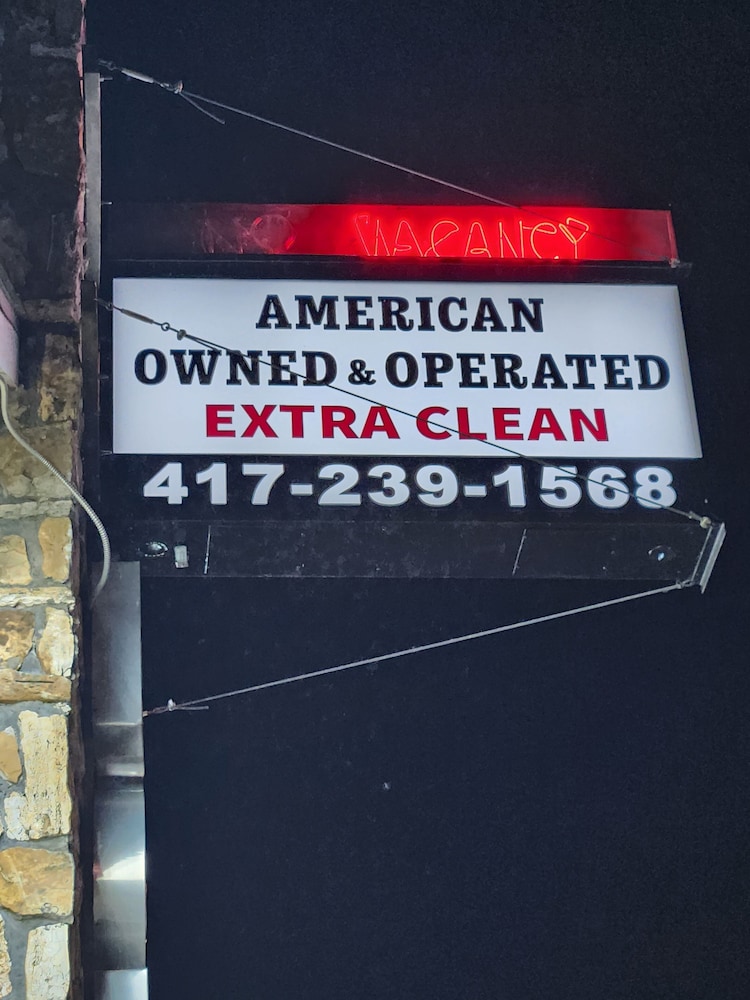 VACANCY
AMERICAN
OWNED & OPERATED
EXTRA CLEAN
417-239-1568